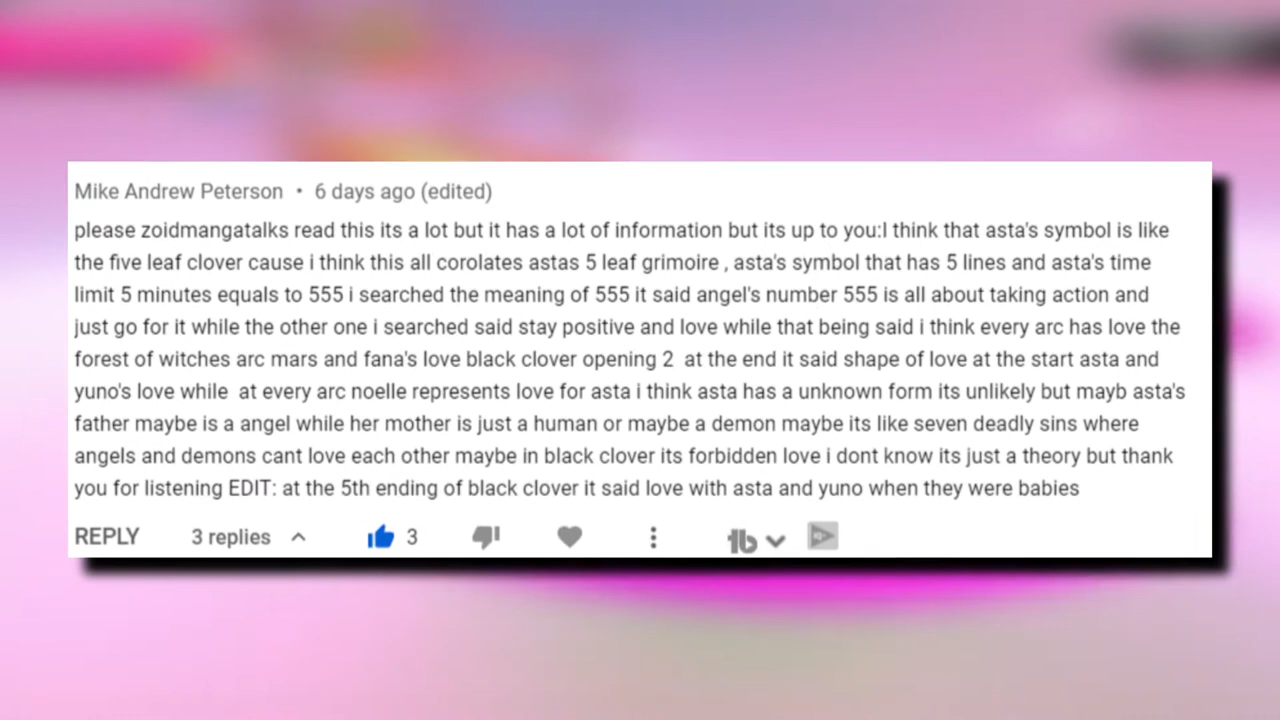 Mike Andrew Peterson • 6 days ago (edited)
please zoidmangatalks read this its a lot but it has a lot of information but its up to you:I think that asta's symbol is like
the five leaf clover cause i think this all corolates astas 5 leaf grimoire , asta's symbol that has 5 lines and asta's time
limit 5 minutes equals to 555 i searched the meaning of 555 it said angel's number 555 is all about taking action and
just go for it while the other one i searched said stay positive and love while that being said i think every arc has love the
forest of witches arc mars and fana's love black clover opening 2  at the end it said shape of love at the start asta and
yuno's love while  at every arc noelle represents love for asta i think asta has a unknown form its unlikely but mayb asta's
father maybe is a angel while her mother is just a human or maybe a demon maybe its like seven deadly sins where
angels and demons cant love each other maybe in black clover its forbidden love i dont know its just a theory but thank
you for listening EDIT: at the 5th ending of black clover it said love with asta and yuno when they were babies
REPLY 3 replies 3